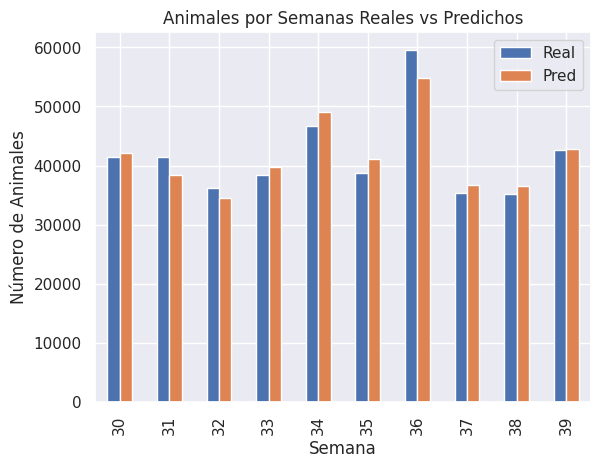 Animales por Semanas Reales vs Predichos
Real
Pred
60000
50000
40000
30000
20000
10000
0
Número de Animales
30 31 32 33 34 35 36 37 38 39
Semana